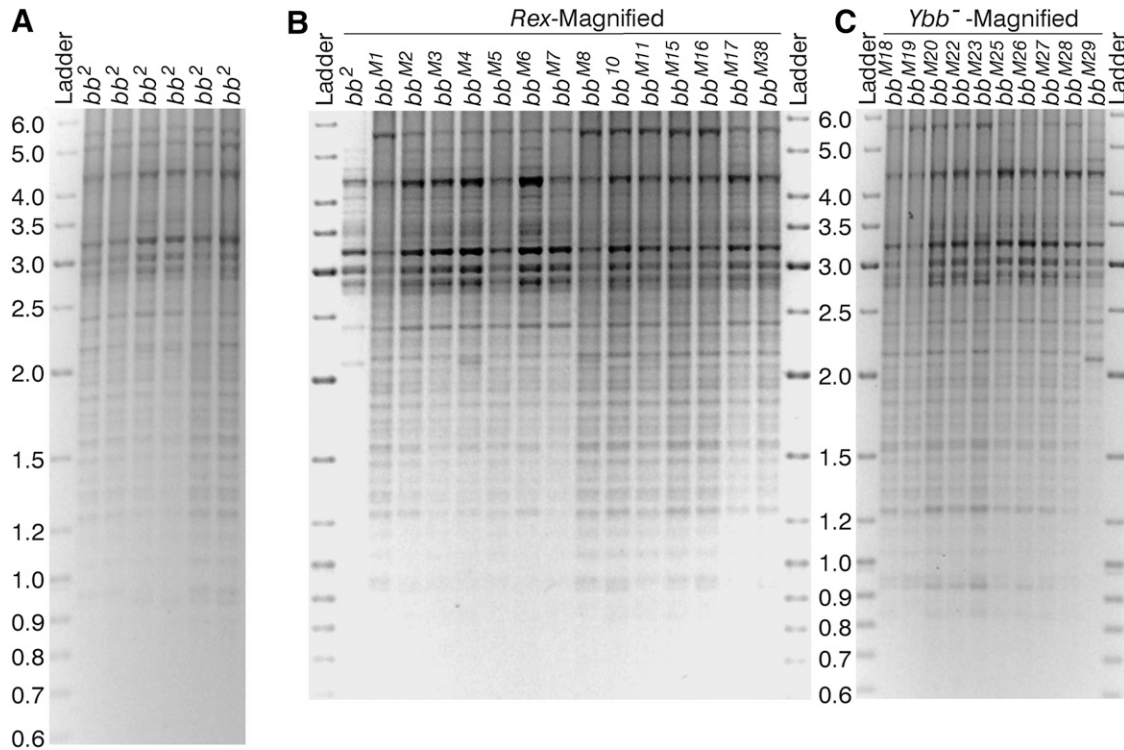 A
Ladder
bb²
bb²
bb²
bb²
bb²
bb²
6.0
5.0
4.0
3.5
3.0
2.5
2.0
1.5
1.2
1.0
0.9
0.8
0.7
0.6
B
Rex-Magnified
Ladder
bb²
bbM1
bbM2
bbM3
bbM4
bbM5
bbM6
bbM7
bbM8
bb10
bbM11
bbM15
bbM16
bbM17
bbM38
Ladder
C
Ybb⁻ -Magnified
Ladder
bbM18
bbM19
bbM20
bbM22
bbM23
bbM25
bbM26
bbM27
bbM28
bbM29
Ladder
6.0
5.0
4.0
3.5
3.0
2.5
2.0
1.5
1.2
1.0
0.9
0.8
0.7
0.6